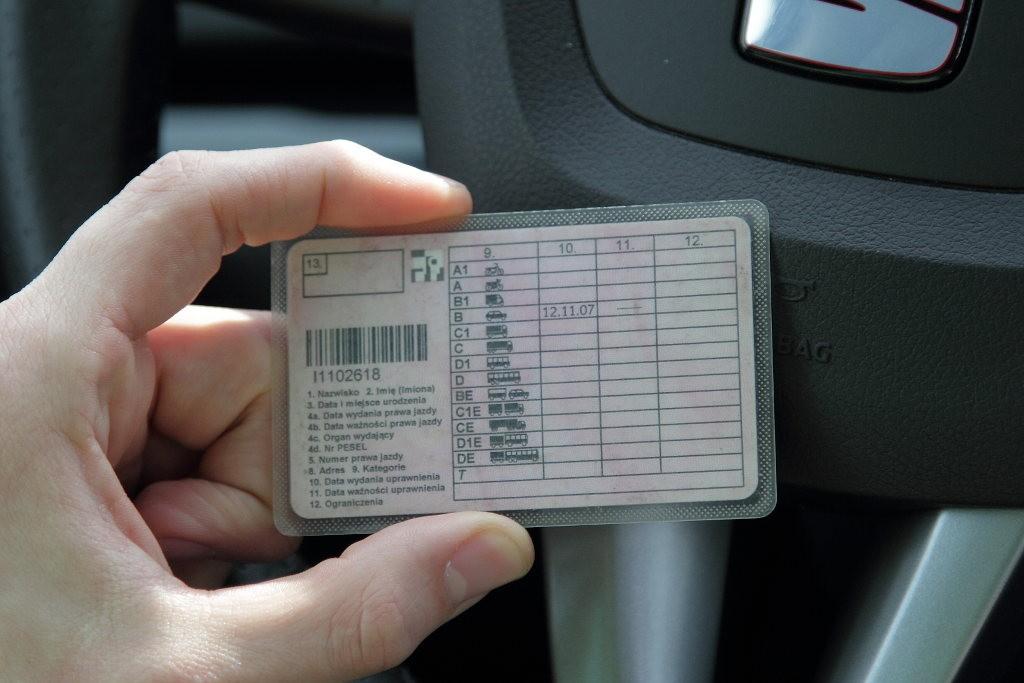 13.
I1102618
1. Nazwisko 2. Imię (Imiona)
3. Data i miejsce urodzenia
4a. Data wydania prawa jazdy
4b. Data ważności prawa jazdy
4c. Organ wydający
4d. Nr PESEL
5. Numer prawa jazdy
8. Adres 9. Kategorie
10. Data wydania uprawnienia
11. Data ważności uprawnienia
12. Ograniczenia
9. 10. 11. 12.
A1
A
B1
B 12.11.07 —
C1
C
D1
D
BE
C1E
CE
D1E
DE
T
BAG